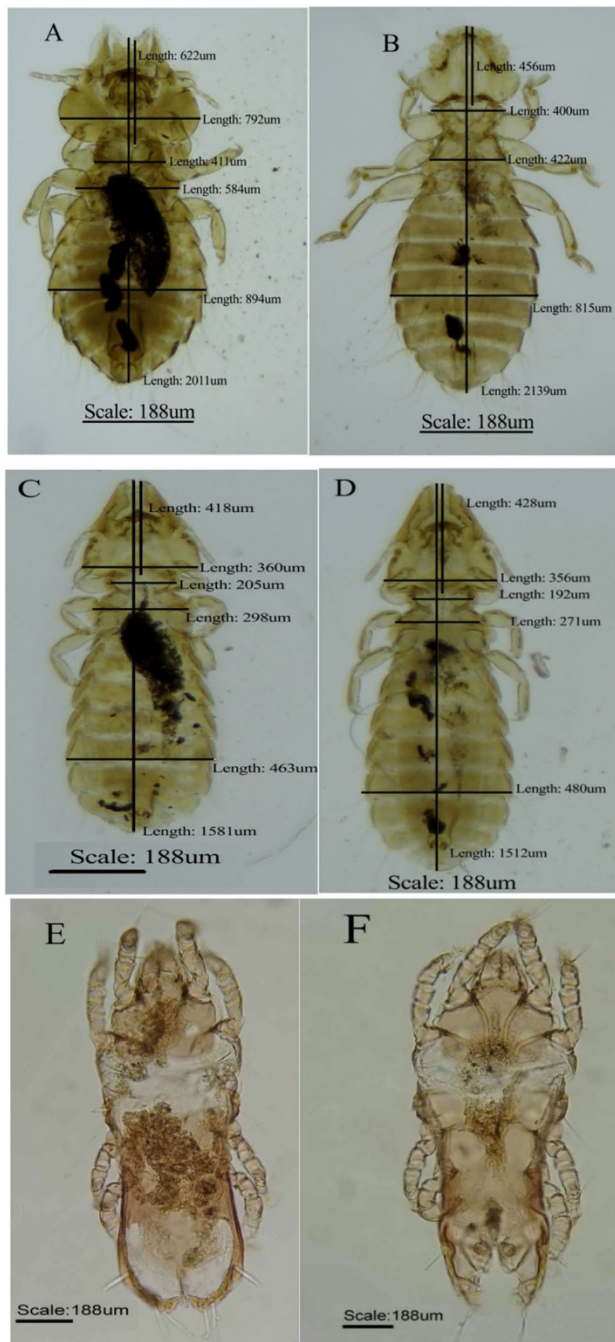 A
Length: 622um
Length: 792um
Length: 411um
Length: 584um
Length: 894um
Length: 2011um
Scale: 188um
B
Length: 456um
Length: 400um
Length: 422um
Length: 815um
Length: 2139um
Scale: 188um
C
Length: 418um
Length: 360um
Length: 205um
Length: 298um
Length: 463um
Length: 1581um
Scale: 188um
D
Length: 428um
Length: 356um
Length: 192um
Length: 271um
Length: 480um
Length: 1512um
Scale: 188um
E
Scale:188um
F
Scale:188um